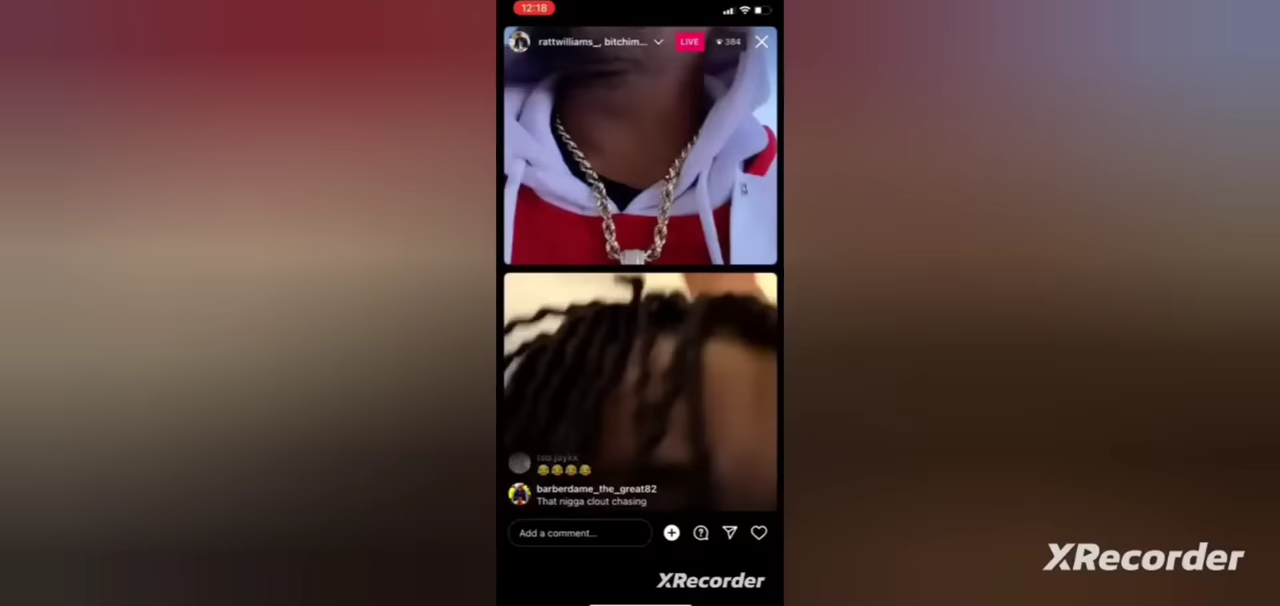 12:18
rattwilliams_, bitchim...
LIVE
384
😂😂😂😂
barberdame_the_great82
That nigga clout chasing
Add a comment...
XRecorder
XRecorder